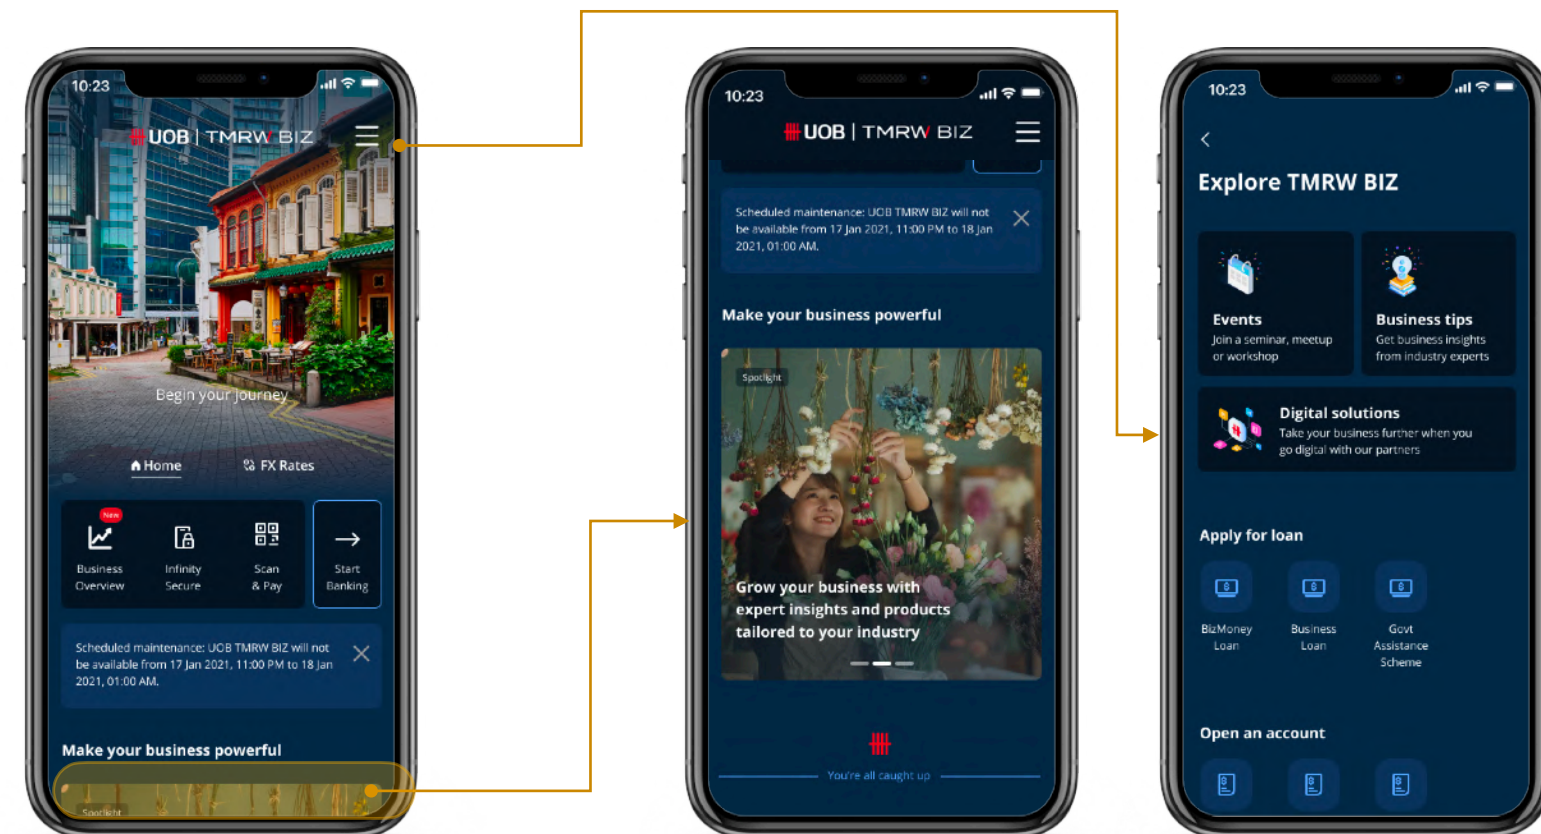 10:23
UOB | TMRW BIZ
Begin your journey
Home
FX Rates
New
Business
Overview
Infinity
Secure
Scan
& Pay
Start
Banking
Scheduled maintenance: UOB TMRW BIZ will not
be available from 17 Jan 2021, 11:00 PM to 18 Jan
2021, 01:00 AM.
Make your business powerful
Spotlight
10:23
UOB | TMRW BIZ
Scheduled maintenance: UOB TMRW BIZ will not
be available from 17 Jan 2021, 11:00 PM to 18 Jan
2021, 01:00 AM.
Make your business powerful
Spotlight
Grow your business with
expert insights and products
tailored to your industry
You're all caught up
10:23
Explore TMRW BIZ
Events
Join a seminar, meetup
or workshop
Business tips
Get business insights
from industry experts
Digital solutions
Take your business further when you
go digital with our partners
Apply for loan
BizMoney
Loan
Business
Loan
Govt
Assistance
Scheme
Open an account